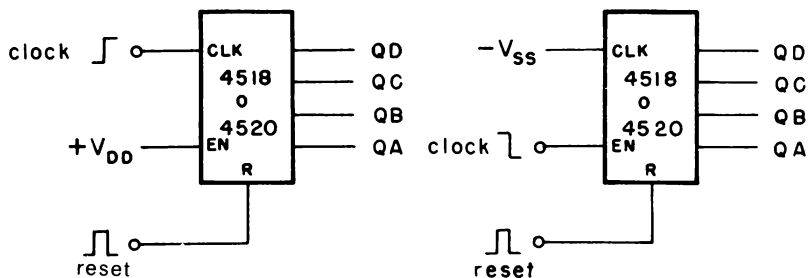 clock
CLK
4518
o
4520
EN
R
+VDD
reset
QD
QC
QB
QA
-VSS
clock
CLK
4518
o
4520
EN
R
reset
QD
QC
QB
QA